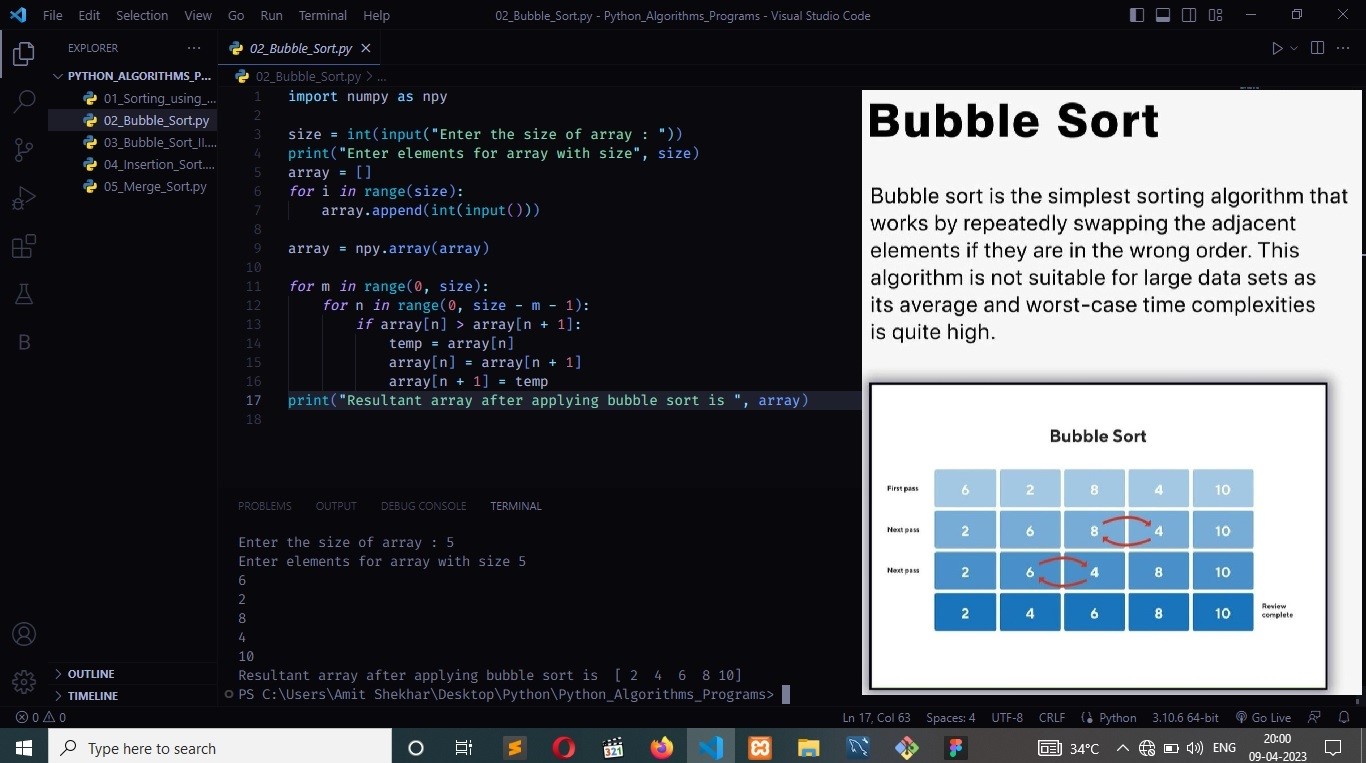 File Edit Selection View Go Run Terminal Help 02_Bubble_Sort.py - Python_Algorithms_Programs - Visual Studio Code
EXPLORER ···
PYTHON_ALGORITHMS_P...
01_Sorting_using_...
02_Bubble_Sort.py
03_Bubble_Sort_II....
04_Insertion_Sort....
05_Merge_Sort.py
OUTLINE
TIMELINE
02_Bubble_Sort.py
02_Bubble_Sort.py > ...
1 import numpy as npy
2
3 size = int(input("Enter the size of array : "))
4 print("Enter elements for array with size", size)
5 array = []
6 for i in range(size):
7     array.append(int(input()))
8
9 array = npy.array(array)
10
11 for m in range(0, size):
12     for n in range(0, size - m - 1):
13         if array[n] > array[n + 1]:
14             temp = array[n]
15             array[n] = array[n + 1]
16             array[n + 1] = temp
17 print("Resultant array after applying bubble sort is ", array)
18
PROBLEMS OUTPUT DEBUG CONSOLE TERMINAL
Enter the size of array : 5
Enter elements for array with size 5
6
2
8
4
10
Resultant array after applying bubble sort is  [ 2  4  6  8 10]
PS C:\Users\Amit Shekhar\Desktop\Python\Python_Algorithms_Programs>
Bubble Sort
Bubble sort is the simplest sorting algorithm that
works by repeatedly swapping the adjacent
elements if they are in the wrong order. This
algorithm is not suitable for large data sets as
its average and worst-case time complexities
is quite high.
Bubble Sort
First pass 6 2 8 4 10
Next pass 2 6 8 4 10
Next pass 2 6 4 8 10
2 4 6 8 10 Review
complete
0 0 Ln 17, Col 63 Spaces: 4 UTF-8 CRLF Python 3.10.6 64-bit Go Live
Type here to search 321 34°C ENG 20:00
09-04-2023